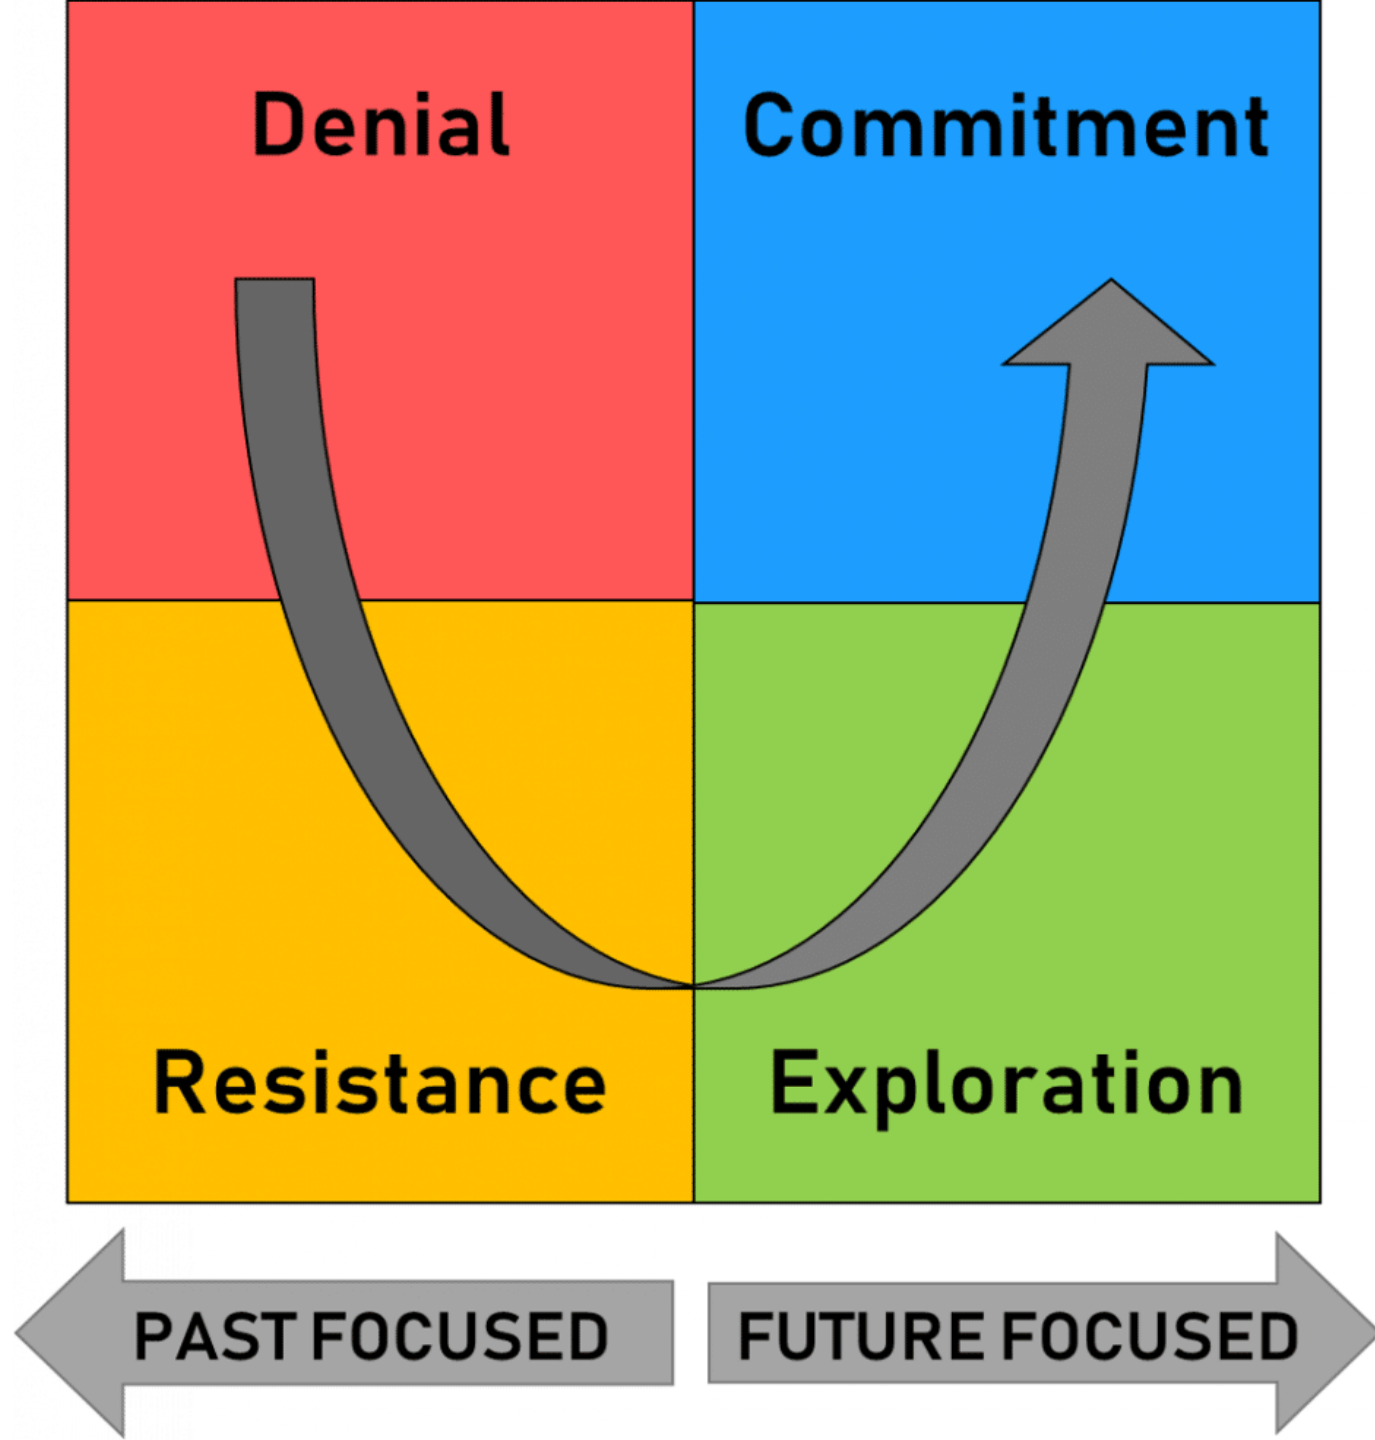 Denial
Commitment
Resistance
Exploration
PAST FOCUSED
FUTURE FOCUSED